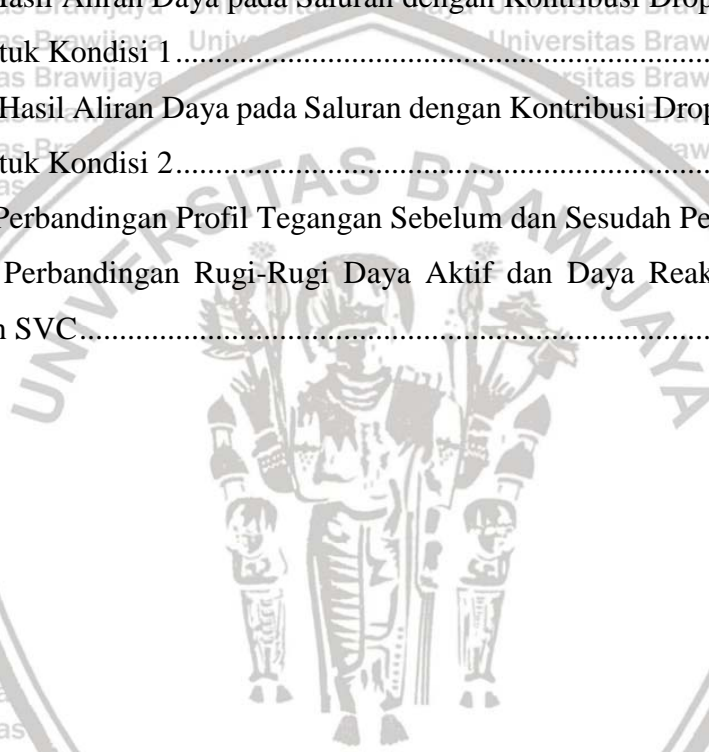 Hasil Aliran Daya pada Saluran dengan Kontribusi Drop
tuk Kondisi 1........................................................................
Hasil Aliran Daya pada Saluran dengan Kontribusi Drop
tuk Kondisi 2........................................................................
Perbandingan Profil Tegangan Sebelum dan Sesudah Pe
Perbandingan Rugi-Rugi Daya Aktif dan Daya Reak
n SVC....................................................................................
UNIVERSITAS BRAWIJAYA